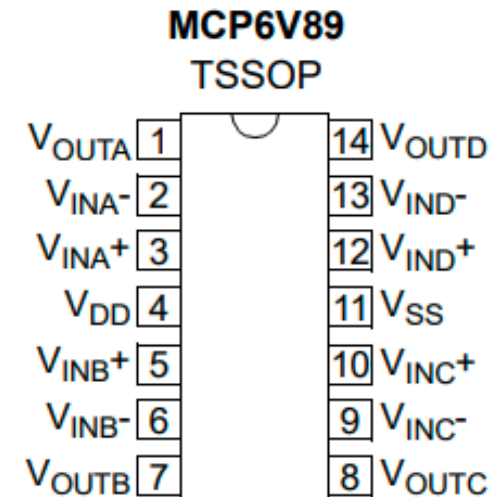 MCP6V89
TSSOP
VOUTA 1 14 VOUTD
VINA- 2 13 VIND-
VINA+ 3 12 VIND+
VDD 4 11 VSS
VINB+ 5 10 VINC+
VINB- 6 9 VINC-
VOUTB 7 8 VOUTC